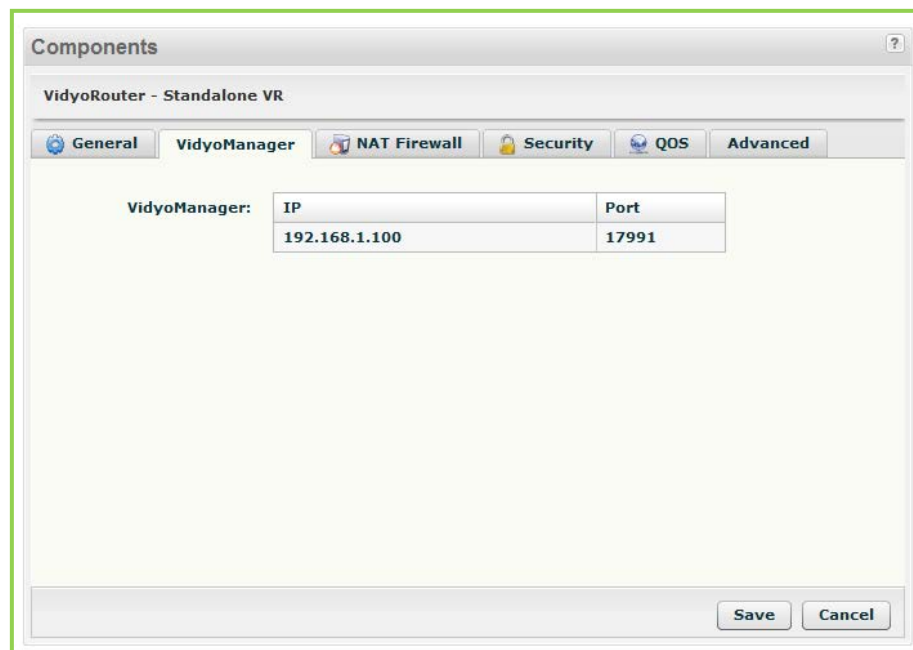 Components ?
VidyoRouter - Standalone VR
General VidyoManager NAT Firewall Security QOS Advanced
VidyoManager: IP Port
192.168.1.100 17991
Save Cancel